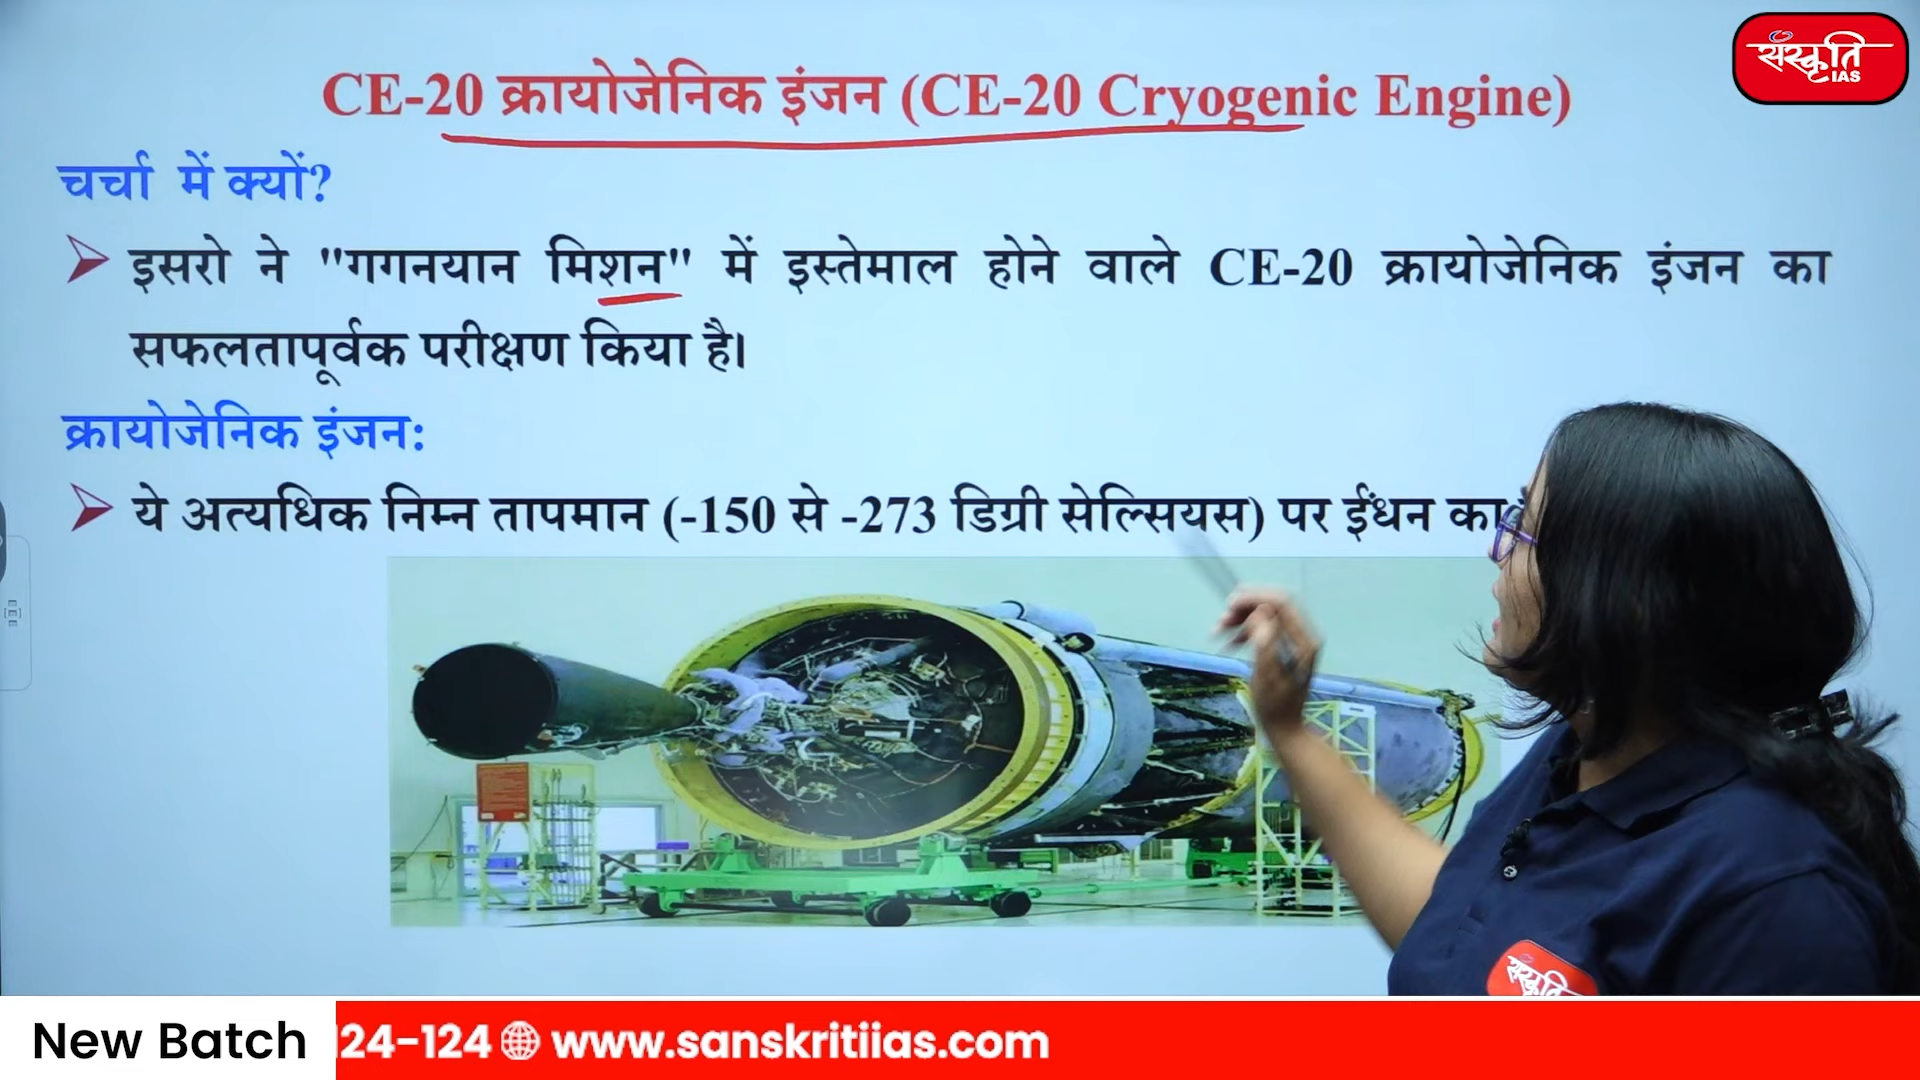 संस्कृति
IAS
CE-20 क्रायोजेनिक इंजन (CE-20 Cryogenic Engine)
चर्चा में क्यों?
इसरो ने "गगनयान मिशन" में इस्तेमाल होने वाले CE-20 क्रायोजेनिक इंजन का
सफलतापूर्वक परीक्षण किया है।
क्रायोजेनिक इंजन:
ये अत्यधिक निम्न तापमान (-150 से -273 डिग्री सेल्सियस) पर ईंधन का
संस्कृति
New Batch
124-124 www.sanskritiias.com